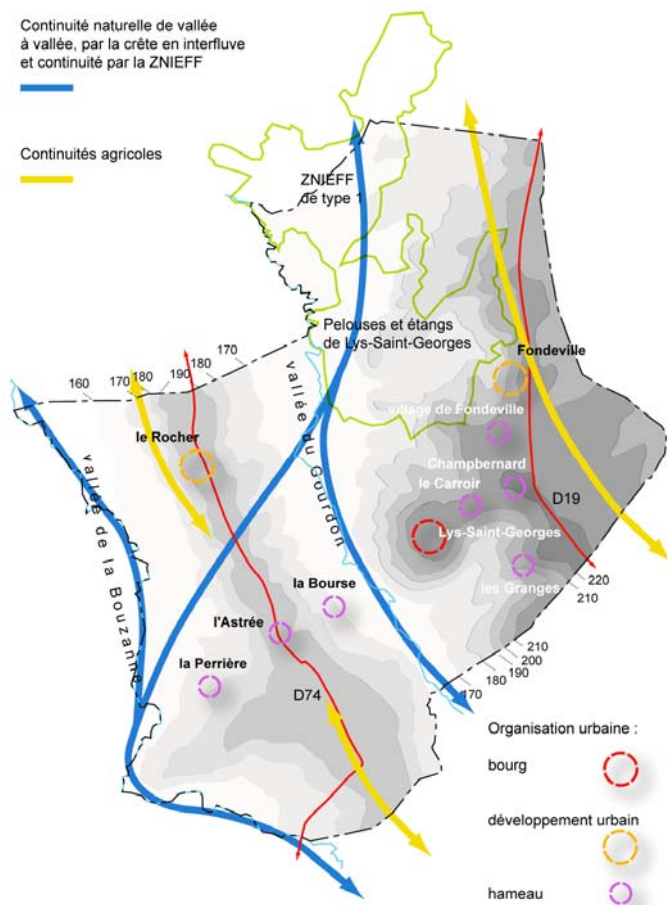 Continuité naturelle de vallée
à vallée, par la crête en interfluve
et continuité par la ZNIEFF
Continuités agricoles
ZNIEFF
de type 1
Pelouses et étangs
de Lys-Saint-Georges
Fondeville
village de Fondeville
Champbernard
le Carroir
D19
Lys-Saint-Georges
les Granges
220
210
210
200
190
180
170
160
170
180
190
180
170
le Rocher
vallée du Gourdon
vallée de la Bouzanne
la Bourse
l'Astrée
la Perrière
D74
Organisation urbaine :
bourg
développement urbain
hameau